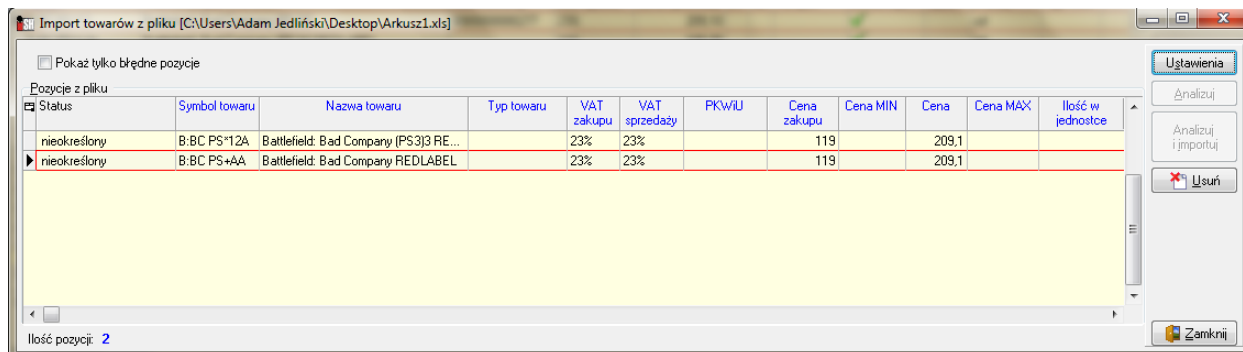 Import towarów z pliku [C:\Users\Adam Jedliński\Desktop\Arkusz1.xls]
Pokaż tylko błędne pozycje
Ustawienia
Pozycje z pliku
Analizuj
Status Symbol towaru Nazwa towaru Typ towaru VAT zakupu VAT sprzedaży PKWiU Cena zakupu Cena MIN Cena Cena MAX Ilość w jednostce
Analizuj i importuj
nieokreślony B:BC PS*12A Battlefield: Bad Company (PS3)3 RE... 23% 23% 119 209,1
nieokreślony B:BC PS+AA Battlefield: Bad Company REDLABEL 23% 23% 119 209,1
Usuń
Ilość pozycji: 2
Zamknij